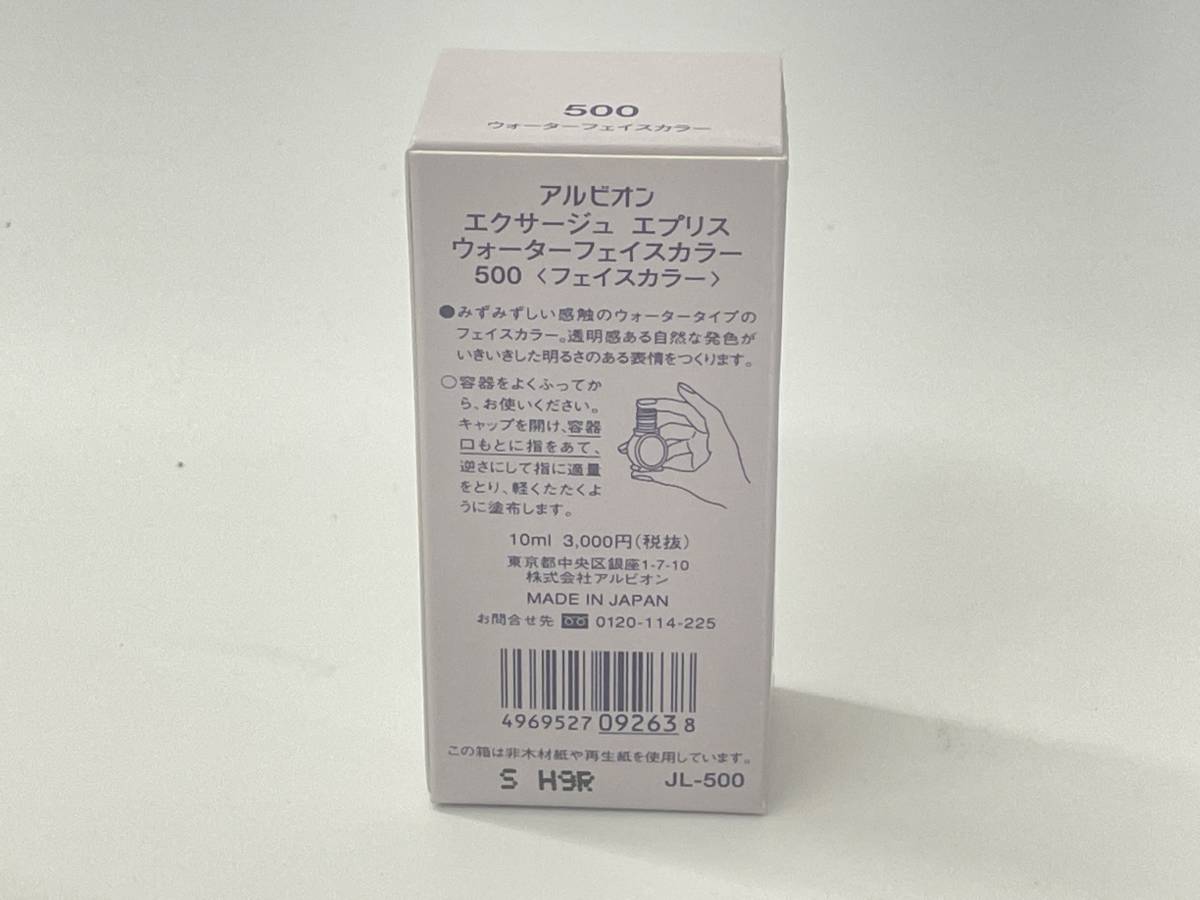 500
ウォーターフェイスカラー
アルビオン
エクサージュ エプリス
ウォーターフェイスカラー
500〈フェイスカラー〉
●みずみずしい感触のウォータータイプの
フェイスカラー。透明感ある自然な発色が
いきいきした明るさのある表情をつくります。
○容器をよくふってか
ら、お使いください。
キャップを開け、容器
口もとに指をあて、
逆さにして指に適量
をとり、軽くたたくよ
うに塗布します。
10ml 3,000円(税抜)
東京都中央区銀座1-7-10
株式会社アルビオン
MADE IN JAPAN
お問合せ先 0120-114-225
4969527 092638
この箱は非木材紙や再生紙を使用しています。
S H9R JL-500